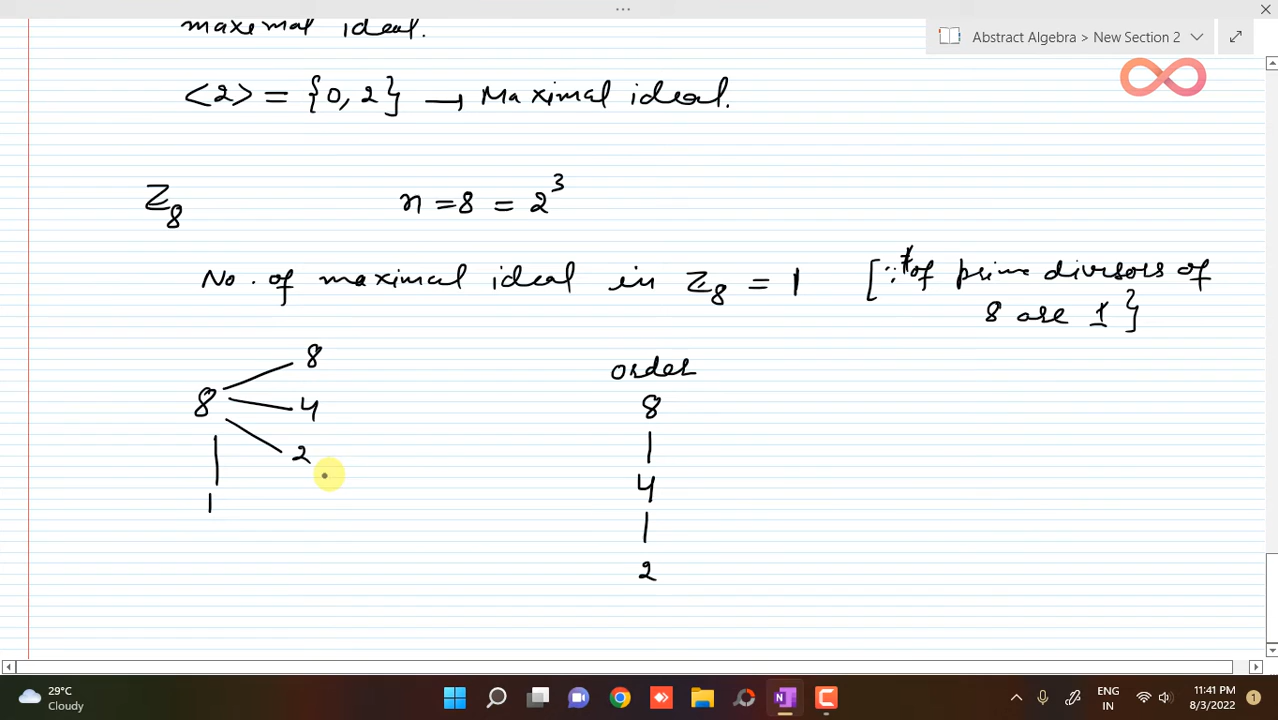 maximal ideal.
Abstract Algebra > New Section 2
<2> = {0, 2} → Maximal ideal.
Z₈ n = 8 = 2³
No. of maximal ideal in Z₈ = 1 [∵ # of prime divisors of
8 are 1}
8
8 4
2
1
order
8
4
2
29°C
Cloudy
ENG
IN
11:41 PM
8/3/2022
1